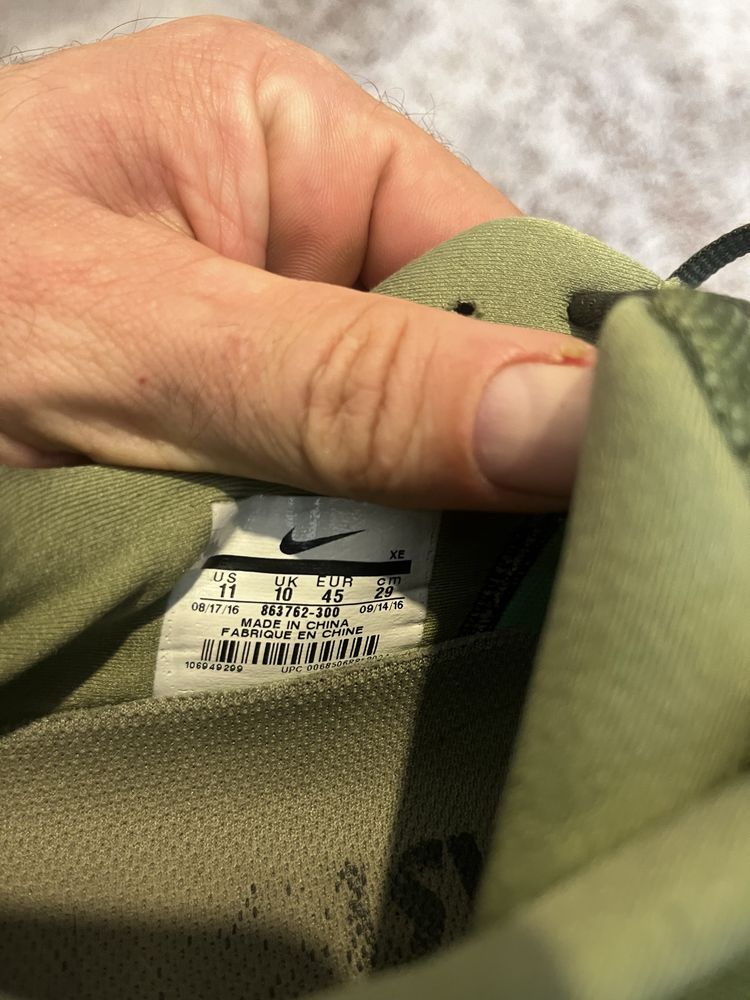 XE
US UK EUR cm
11 10 45 29
08/17/16 863762-300 09/14/16
MADE IN CHINA
FABRIQUE EN CHINE
106949299 UPC